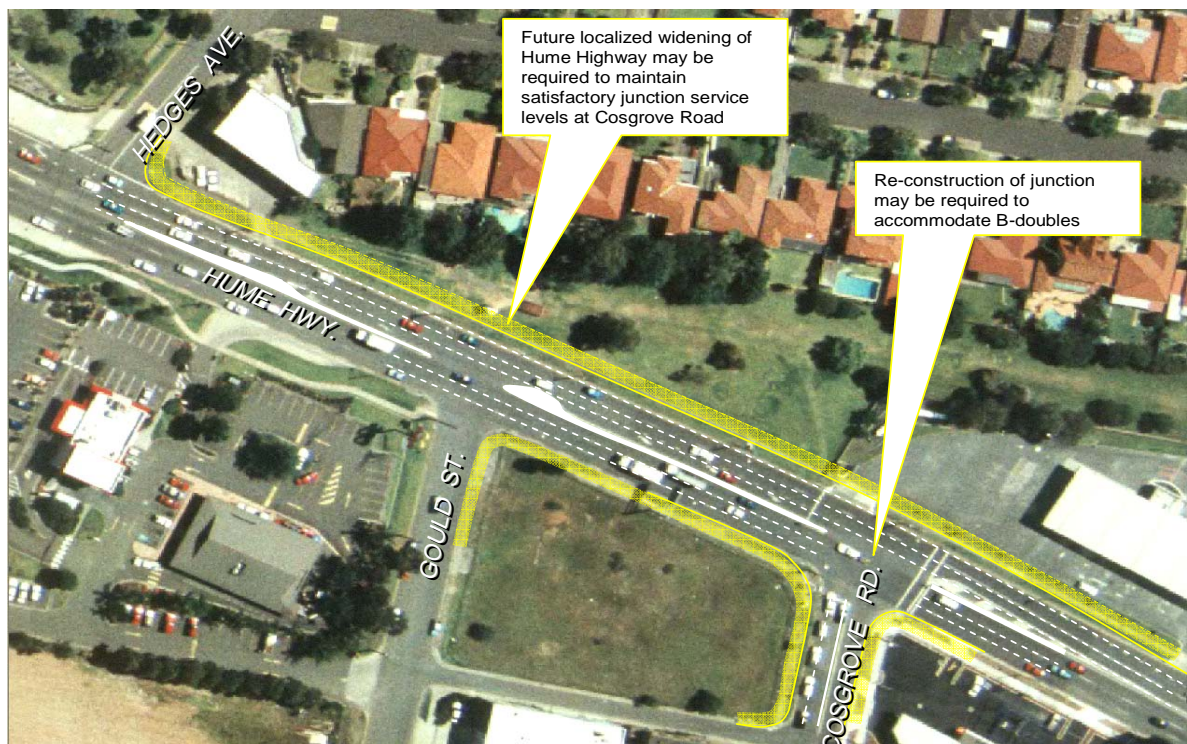 HEDGES AVE.
Future localized widening of
Hume Highway may be
required to maintain
satisfactory junction service
levels at Cosgrove Road
Re-construction of junction
may be required to
accommodate B-doubles
HUME HWY.
GOULD ST.
COSGROVE RD.